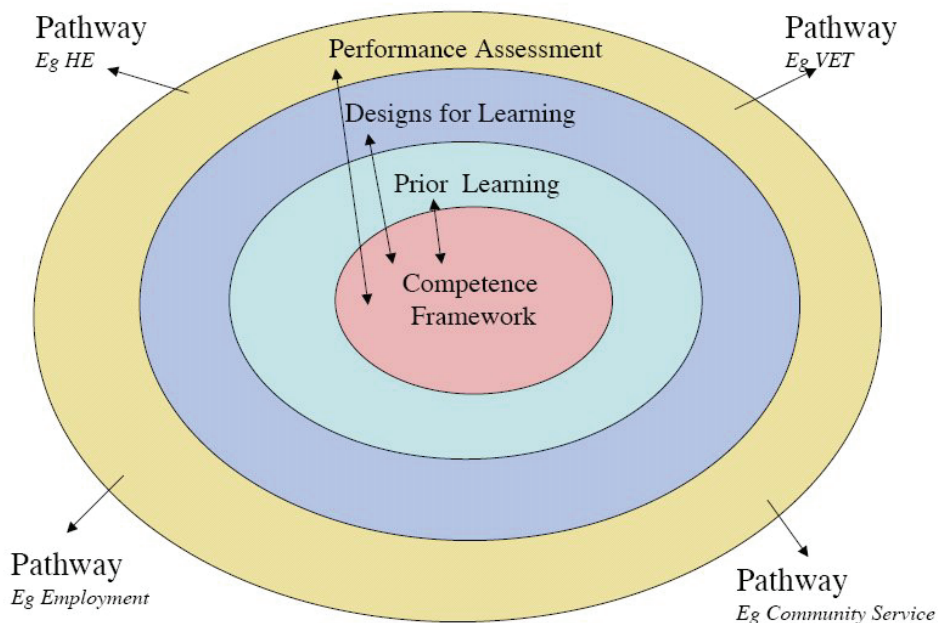 Pathway
Eg HE
Pathway
Eg VET
Performance Assessment
Designs for Learning
Prior Learning
Competence
Framework
Pathway
Eg Employment
Pathway
Eg Community Service